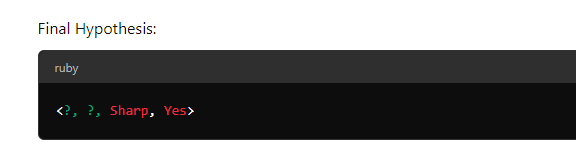 Final Hypothesis:
ruby
<?, ?, Sharp, Yes>